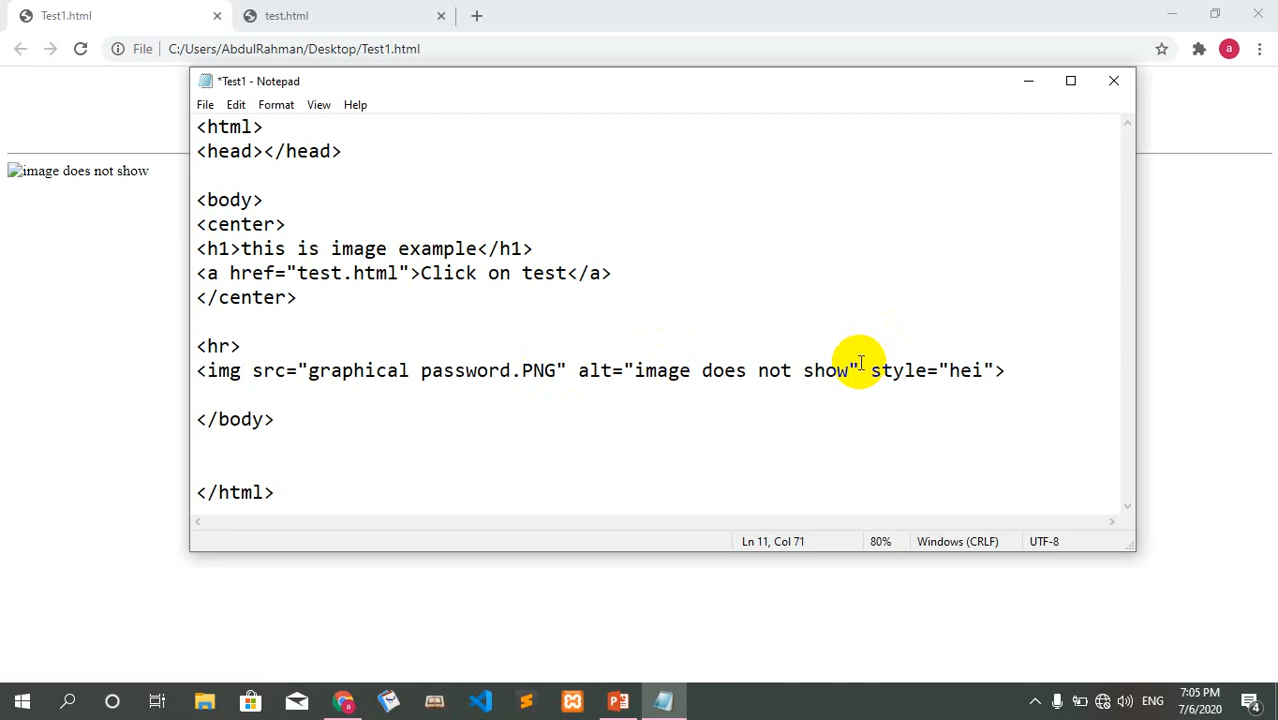 Test1.html
test.html
File
C:/Users/AbdulRahman/Desktop/Test1.html
a
*Test1 - Notepad
File Edit Format View Help
<html>
<head></head>
<body>
<center>
<h1>this is image example</h1>
<a href="test.html">Click on test</a>
</center>
<hr>
<img src="graphical password.PNG" alt="image does not show" style="hei">
</body>
</html>
image does not show
Ln 11, Col 71
80%
Windows (CRLF)
UTF-8
ENG
7:05 PM
7/6/2020
4